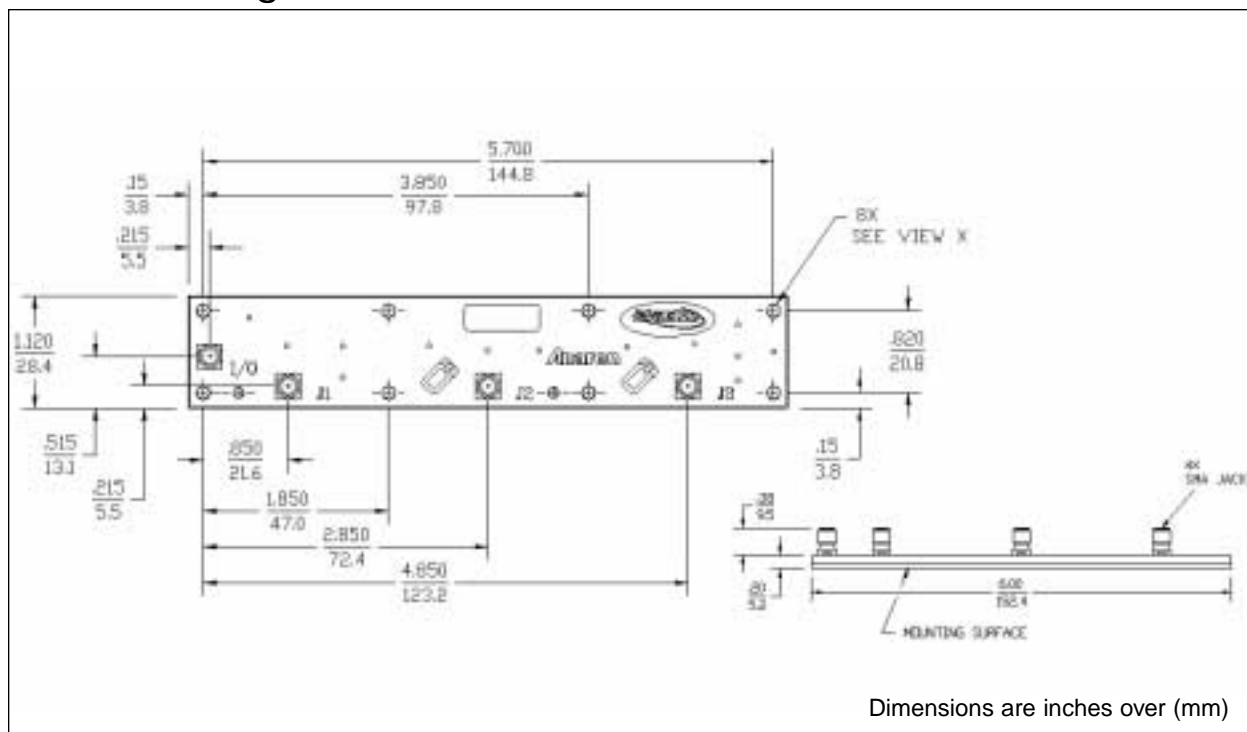 5.700
144.8
3.850
97.8
.15
3.8
.215
5.5
8X
SEE VIEW X
1.120
28.4
I/O
Anaren
J1
J2
J3
.820
20.8
.515
13.1
.215
5.5
.850
21.6
1.850
47.0
2.850
72.4
4.850
123.2
.15
3.8
4X
SMA JACK
.38
9.5
6.00
152.4
MOUNTING SURFACE
Dimensions are inches over (mm)